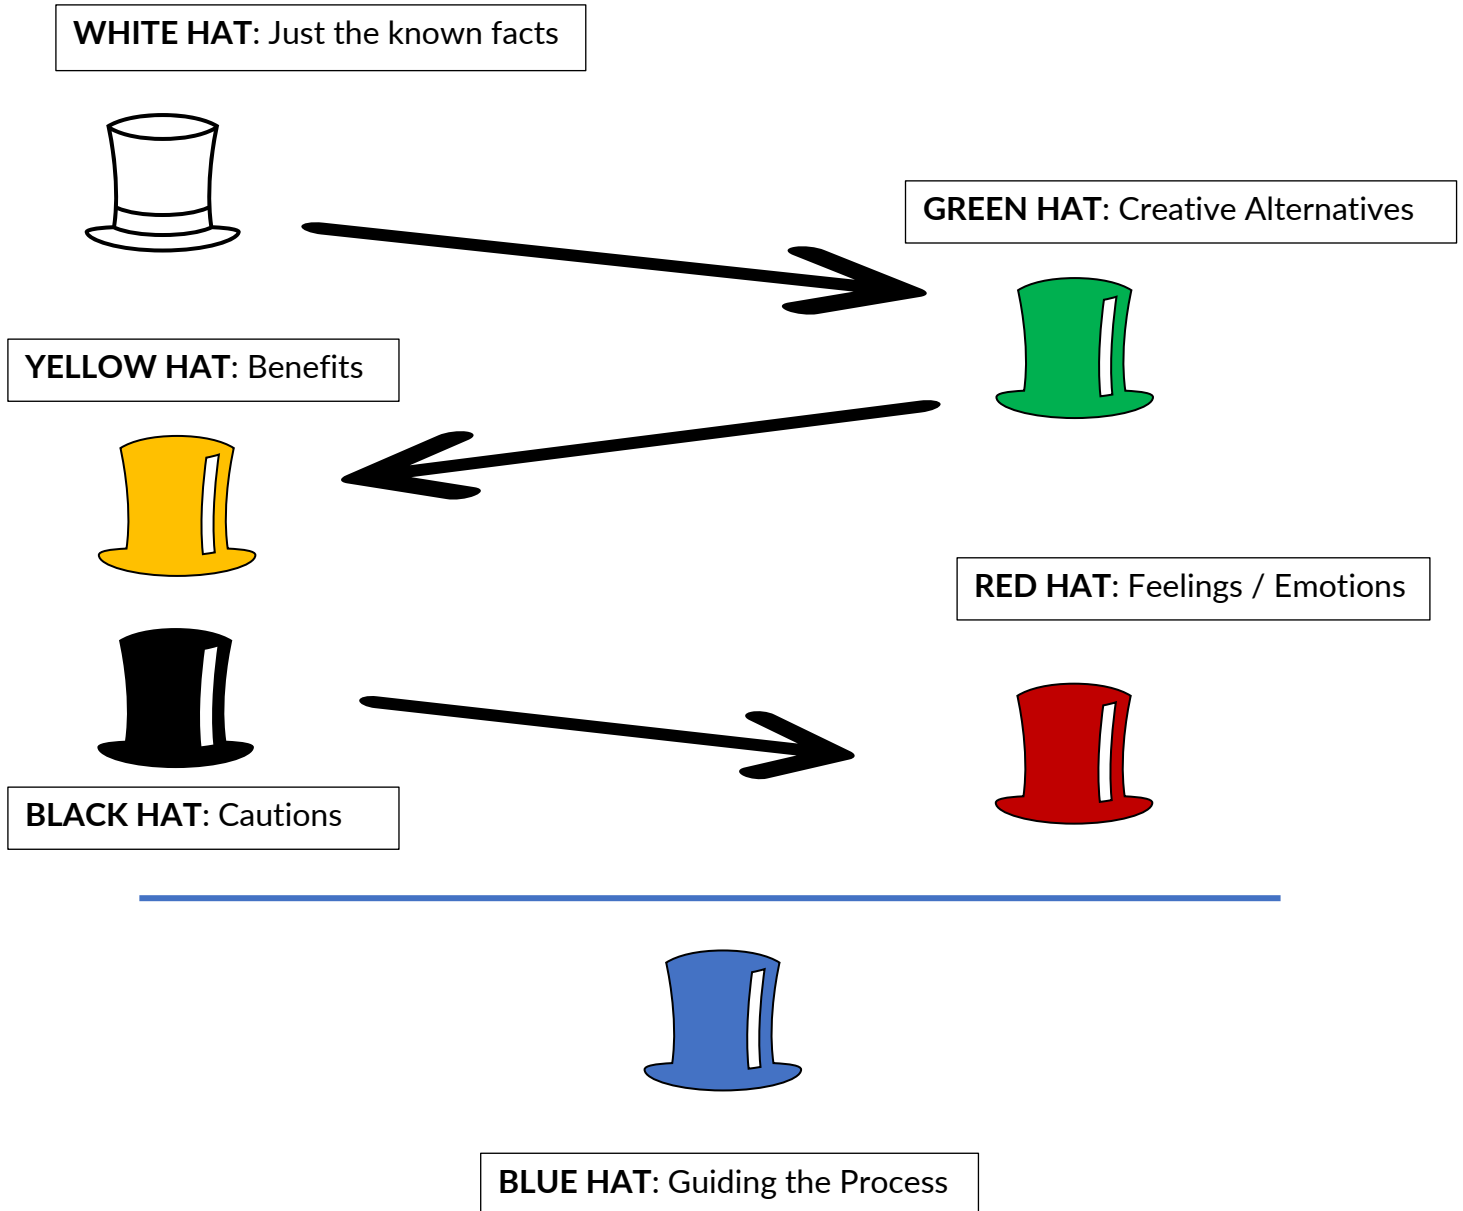 WHITE HAT: Just the known facts
GREEN HAT: Creative Alternatives
YELLOW HAT: Benefits
RED HAT: Feelings / Emotions
BLACK HAT: Cautions
BLUE HAT: Guiding the Process